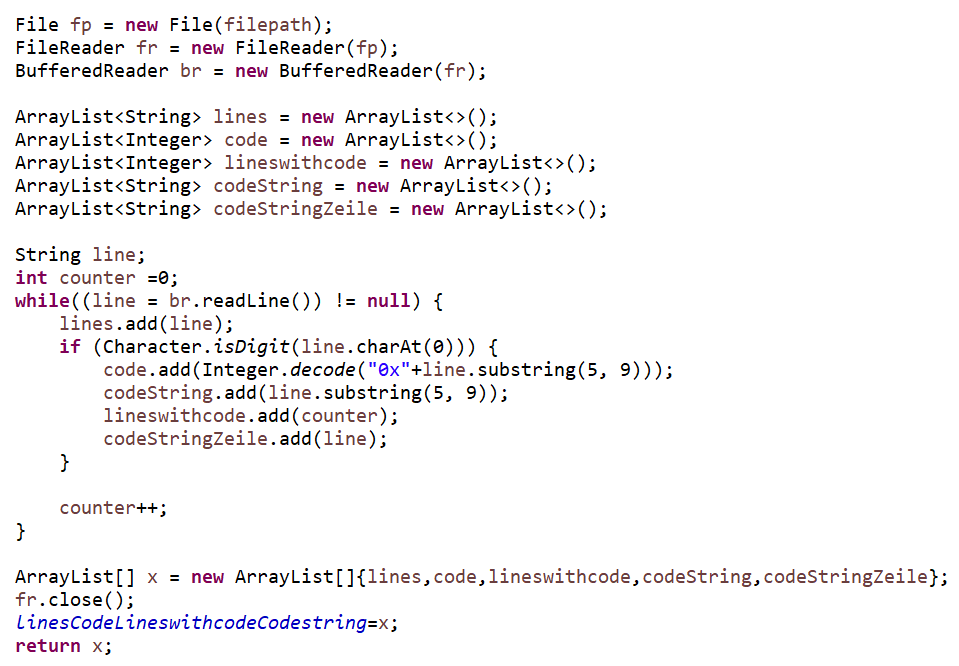 File fp = new File(filepath);
FileReader fr = new FileReader(fp);
BufferedReader br = new BufferedReader(fr);

ArrayList<String> lines = new ArrayList<>();
ArrayList<Integer> code = new ArrayList<>();
ArrayList<Integer> lineswithcode = new ArrayList<>();
ArrayList<String> codeString = new ArrayList<>();
ArrayList<String> codeStringZeile = new ArrayList<>();

String line;
int counter =0;
while((line = br.readLine()) != null) {
    lines.add(line);
    if (Character.isDigit(line.charAt(0))) {
        code.add(Integer.decode("0x"+line.substring(5, 9)));
        codeString.add(line.substring(5, 9));
        lineswithcode.add(counter);
        codeStringZeile.add(line);
    }

    counter++;
}

ArrayList[] x = new ArrayList[]{lines,code,lineswithcode,codeString,codeStringZeile};
fr.close();
linesCodeLineswithcodeCodestring=x;
return x;